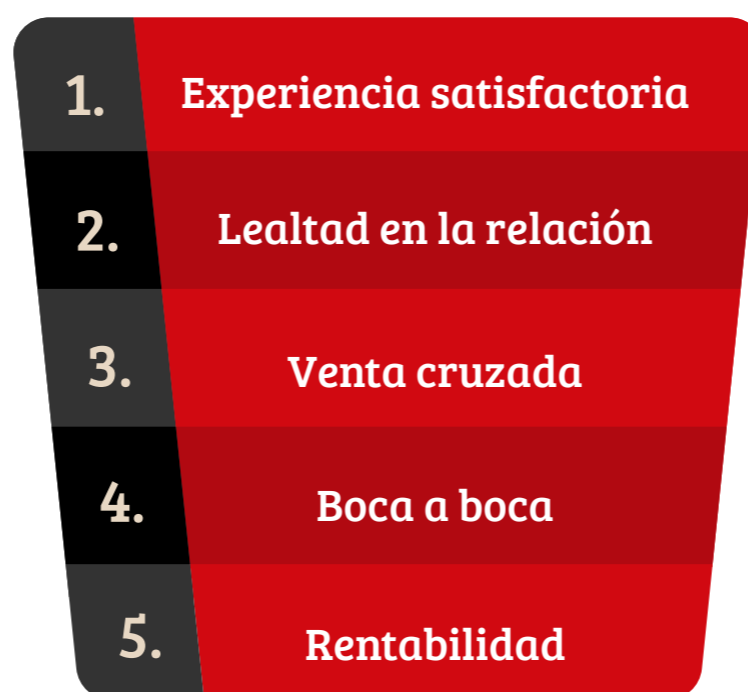 1. Experiencia satisfactoria
2. Lealtad en la relación
3. Venta cruzada
4. Boca a boca
5. Rentabilidad